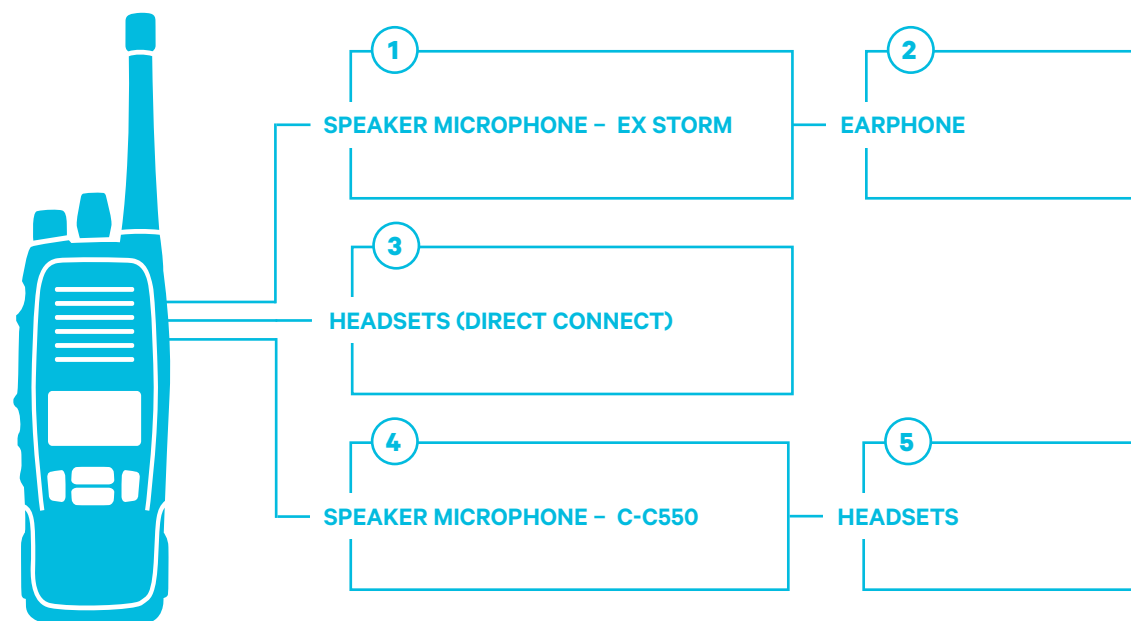 1
SPEAKER MICROPHONE – EX STORM
2
EARPHONE
3
HEADSETS (DIRECT CONNECT)
4
SPEAKER MICROPHONE – C-C550
5
HEADSETS